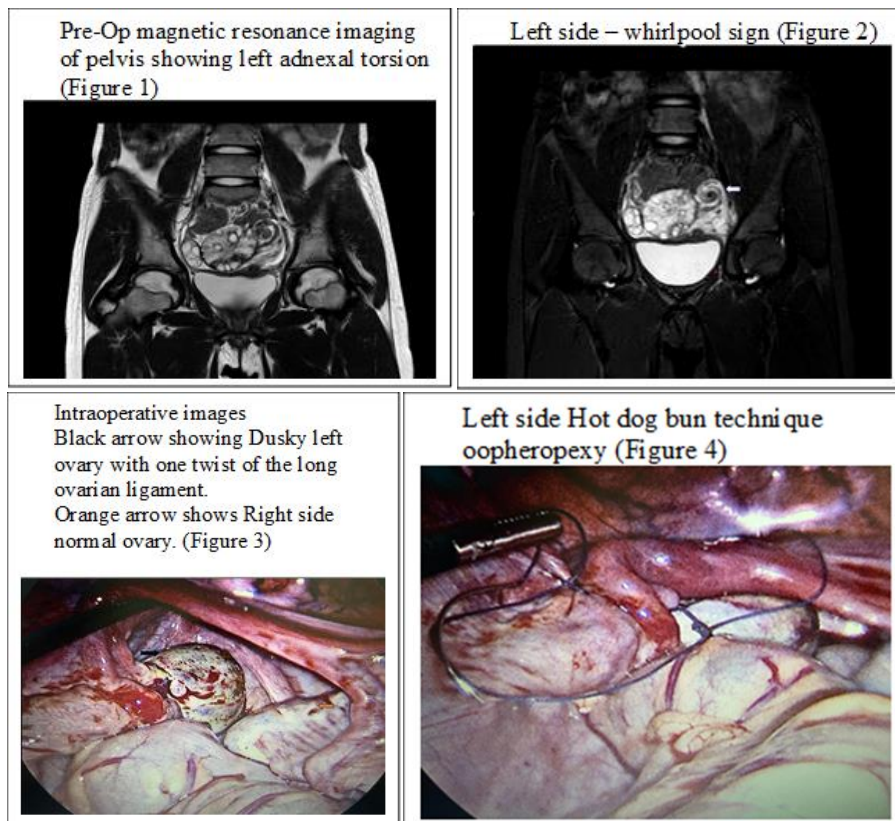 Pre-Op magnetic resonance imaging
of pelvis showing left adnexal torsion
(Figure 1)
Left side – whirlpool sign (Figure 2)
Intraoperative images
Black arrow showing Dusky left
ovary with one twist of the long
ovarian ligament.
Orange arrow shows Right side
normal ovary. (Figure 3)
Left side Hot dog bun technique
oopheropexy (Figure 4)